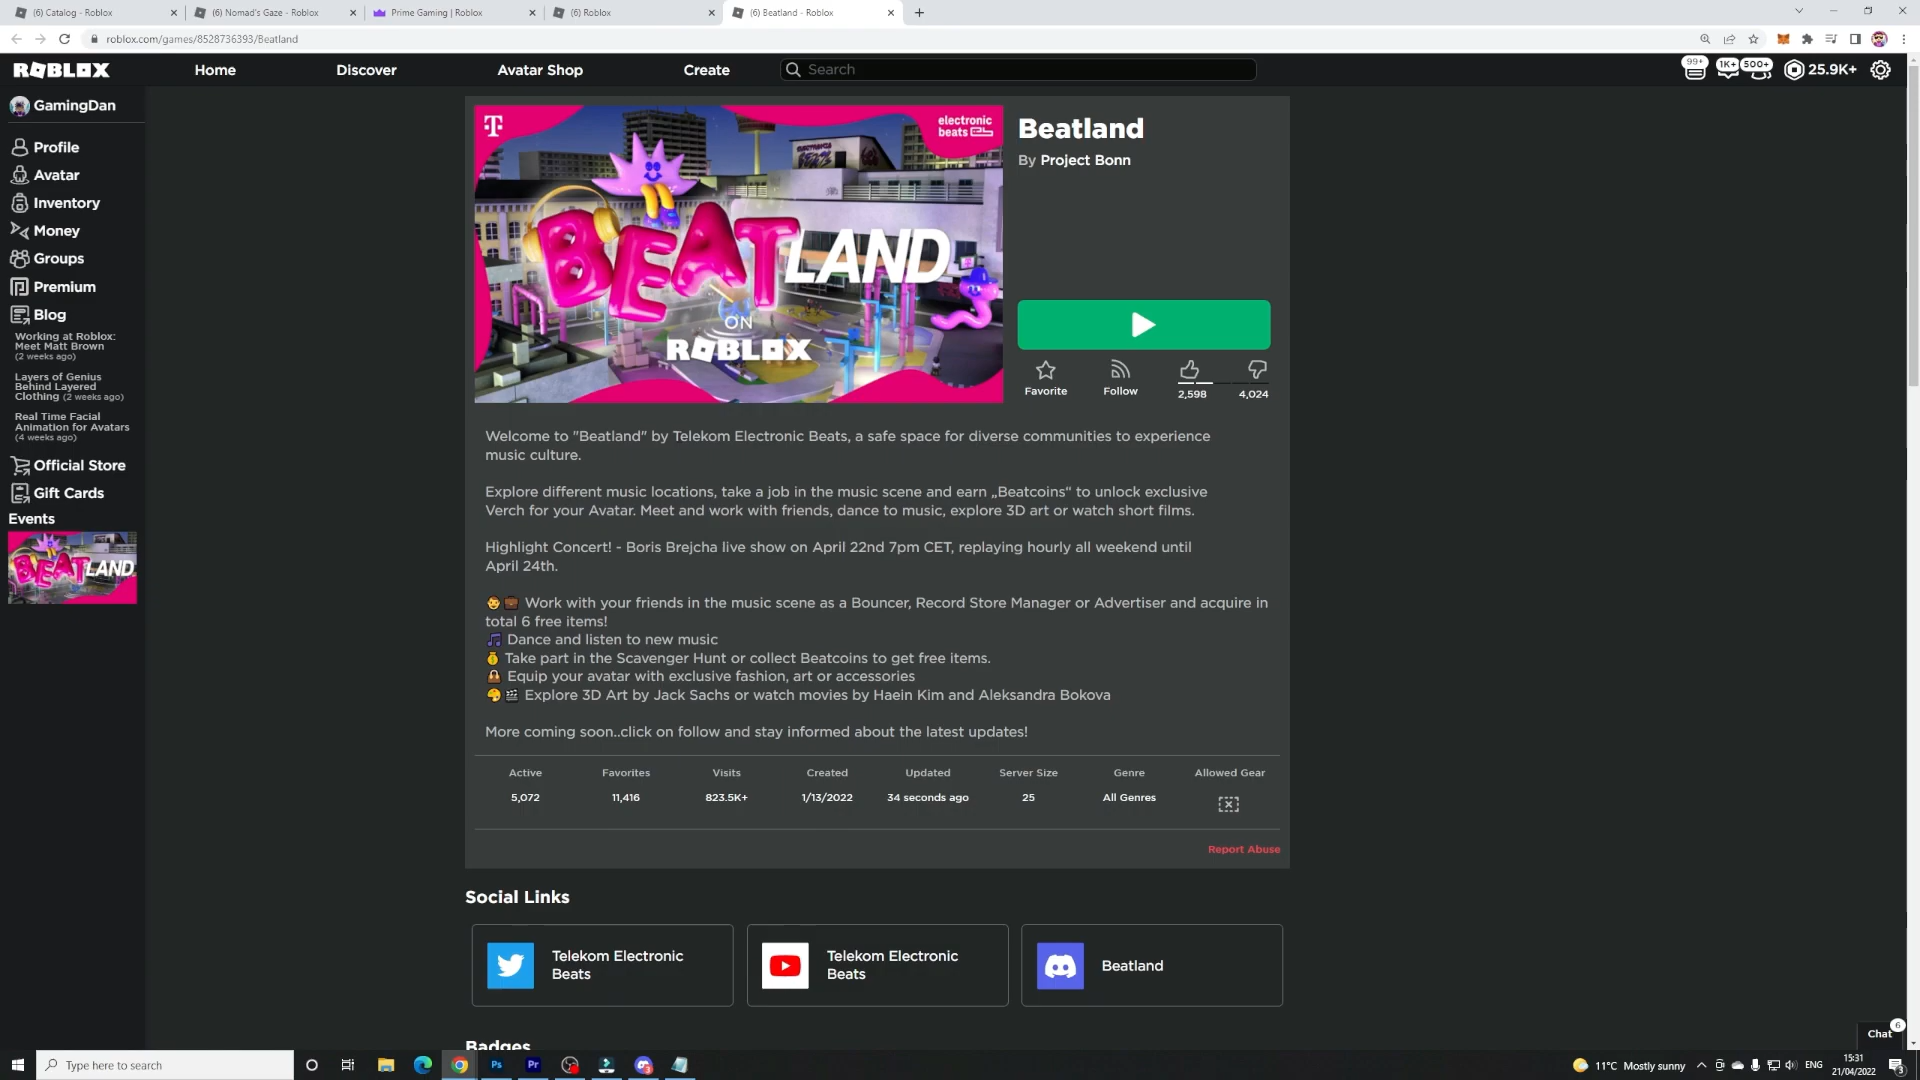 (6) Catalog - Roblox
(6) Nomad's Gaze - Roblox
Prime Gaming | Roblox
(6) Roblox
(6) Beatland - Roblox
roblox.com/games/8528736393/Beatland
ROBLOX
Home
Discover
Avatar Shop
Create
Search
99+
1K+
500+
25.9K+
GamingDan
Profile
Avatar
Inventory
Money
Groups
Premium
Blog
Working at Roblox:
Meet Matt Brown
(2 weeks ago)
Layers of Genius
Behind Layered
Clothing (2 weeks ago)
Real Time Facial
Animation for Avatars
(4 weeks ago)
Official Store
Gift Cards
Events
BEATLAND
T
electronic
beats
BEATLAND
ON
ROBLOX
Beatland
By Project Bonn
Favorite
Follow
2,598
4,024
Welcome to "Beatland" by Telekom Electronic Beats, a safe space for diverse communities to experience
music culture.
Explore different music locations, take a job in the music scene and earn „Beatcoins“ to unlock exclusive
Verch for your Avatar. Meet and work with friends, dance to music, explore 3D art or watch short films.
Highlight Concert! - Boris Brejcha live show on April 22nd 7pm CET, replaying hourly all weekend until
April 24th.
Work with your friends in the music scene as a Bouncer, Record Store Manager or Advertiser and acquire in
total 6 free items!
Dance and listen to new music
Take part in the Scavenger Hunt or collect Beatcoins to get free items.
Equip your avatar with exclusive fashion, art or accessories
Explore 3D Art by Jack Sachs or watch movies by Haein Kim and Aleksandra Bokova
More coming soon..click on follow and stay informed about the latest updates!
Active
Favorites
Visits
Created
Updated
Server Size
Genre
Allowed Gear
5,072
11,416
823.5K+
1/13/2022
34 seconds ago
25
All Genres
Report Abuse
Social Links
Telekom Electronic
Beats
Telekom Electronic
Beats
Beatland
Badges
Chat
6
Type here to search
Ps
Pr
11°C Mostly sunny
ENG
15:31
21/04/2022
3